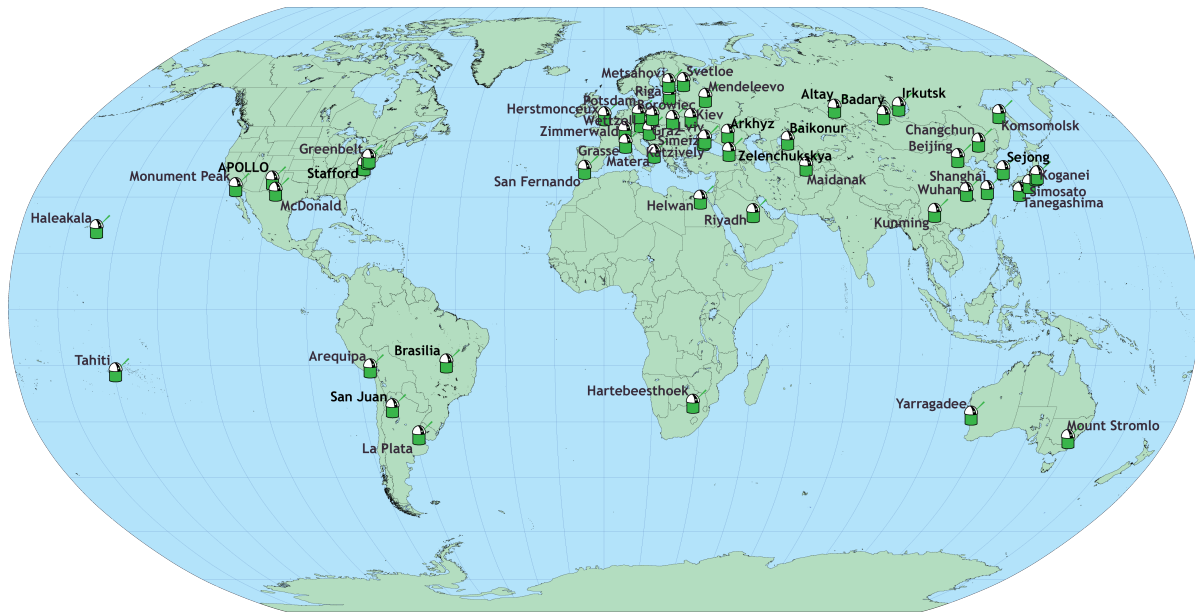 Metsahovi
Svetloe
Riga
Mendeleevo
Potsdam
Borowiec
Herstmonceux
Kiev
Wettzell
Lviv
Zimmerwald
Graz
Simeiz
Katzively
Grasse
Matera
San Fernando
Arkhyz
Zelenchukskya
Altay
Badary
Irkutsk
Baikonur
Maidanak
Komsomolsk
Changchun
Beijing
Sejong
Koganei
Shanghai
Simosato
Wuhan
Tanegashima
Kunming
Greenbelt
APOLLO
Stafford
Monument Peak
McDonald
Haleakala
Helwan
Riyadh
Tahiti
Arequipa
Brasilia
San Juan
La Plata
Hartebeesthoek
Yarragadee
Mount Stromlo